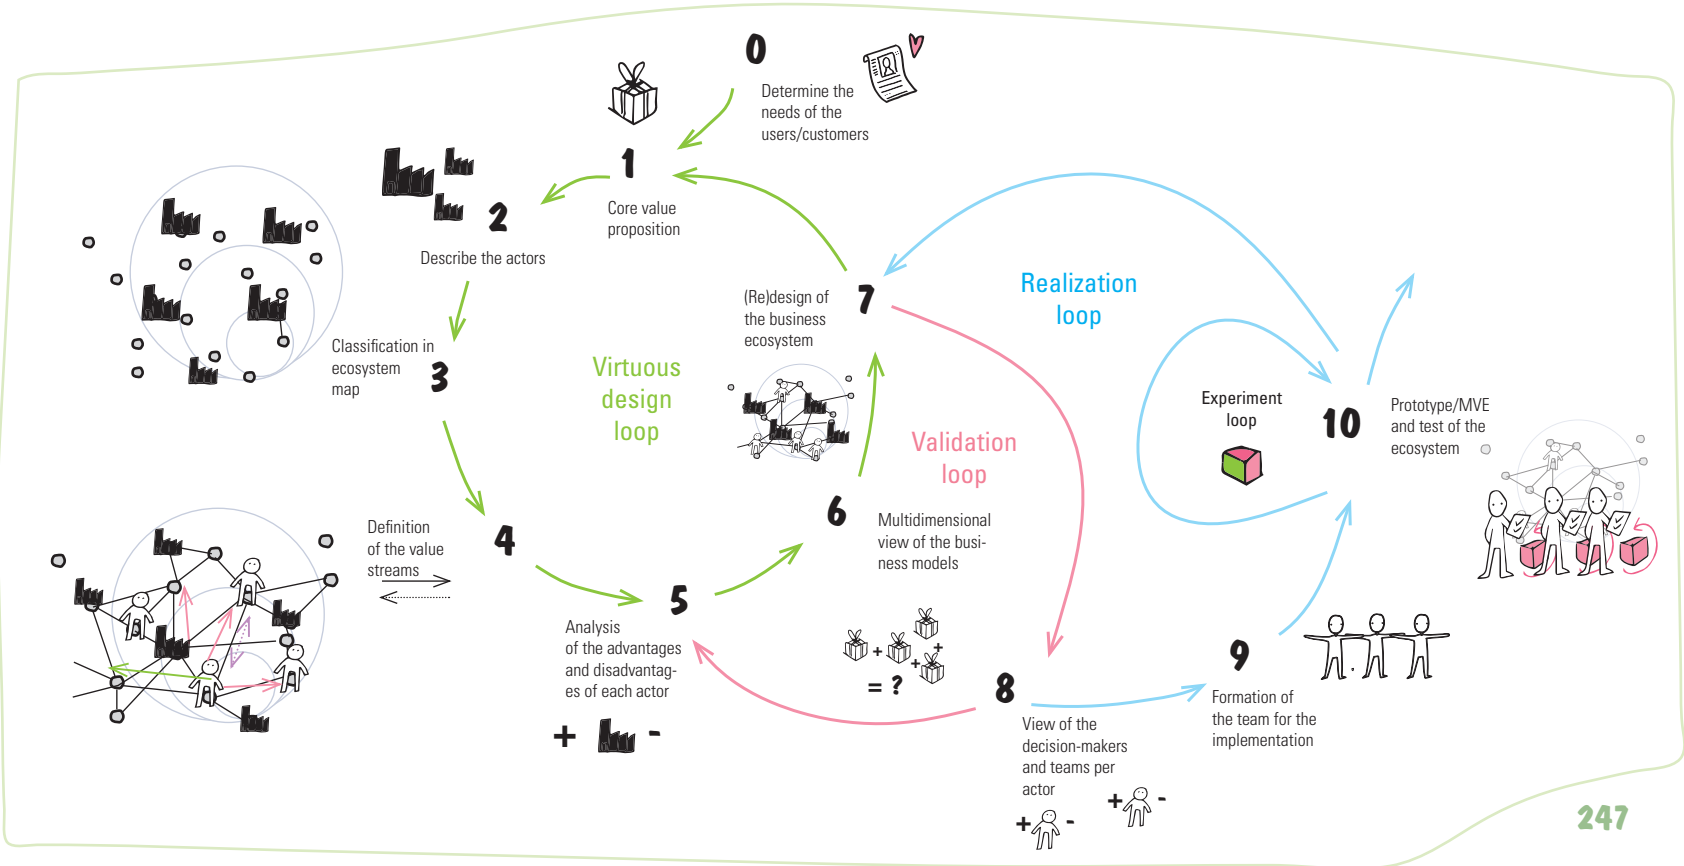 0
Determine the
needs of the
users/customers
1
Core value
proposition
2
Describe the actors
Classification in
ecosystem
map
3
Definition
of the value
streams
4
5
Analysis
of the advantages
and disadvantag-
es of each actor
+ -
6
Multidimensional
view of the busi-
ness models
+ + +
= ?
(Re)design of
the business
ecosystem
7
Virtuous
design
loop
Validation
loop
Realization
loop
8
View of the
decision-makers
and teams per
actor
+ -
+ -
9
Formation of
the team for the
implementation
Experiment
loop
10
Prototype/MVE
and test of the
ecosystem
247